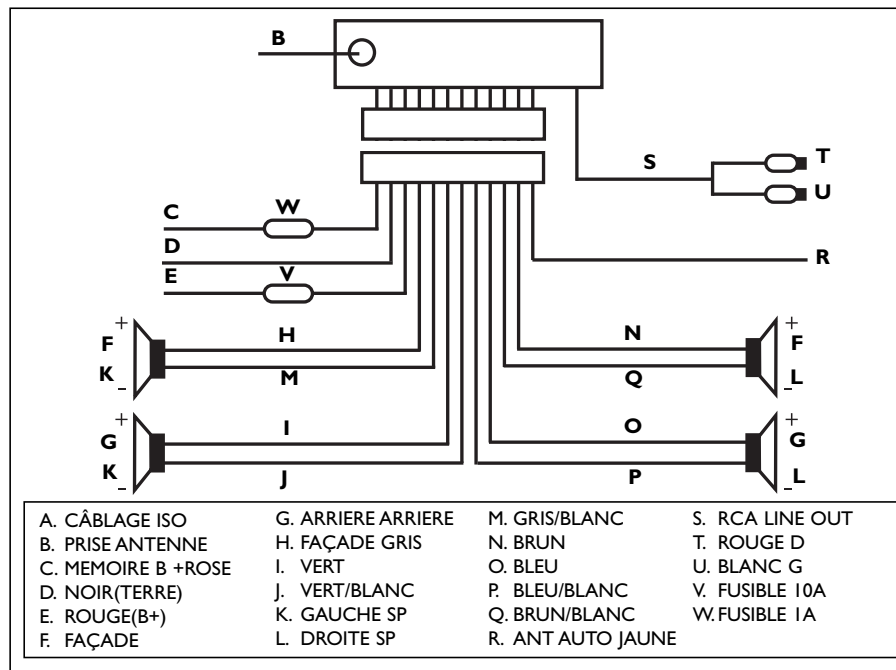 B
T
S
U
C
W
D
R
E
V
+
F
K
-
H
M
N
Q
+
F
L
-
+
G
K
-
I
J
O
P
+
G
L
-
A. CÂBLAGE ISO
B. PRISE ANTENNE
C. MEMOIRE B +ROSE
D. NOIR(TERRE)
E. ROUGE(B+)
F. FAÇADE
G. ARRIERE ARRIERE
H. FAÇADE GRIS
I. VERT
J. VERT/BLANC
K. GAUCHE SP
L. DROITE SP
M. GRIS/BLANC
N. BRUN
O. BLEU
P. BLEU/BLANC
Q. BRUN/BLANC
R. ANT AUTO JAUNE
S. RCA LINE OUT
T. ROUGE D
U. BLANC G
V. FUSIBLE 10A
W. FUSIBLE 1A